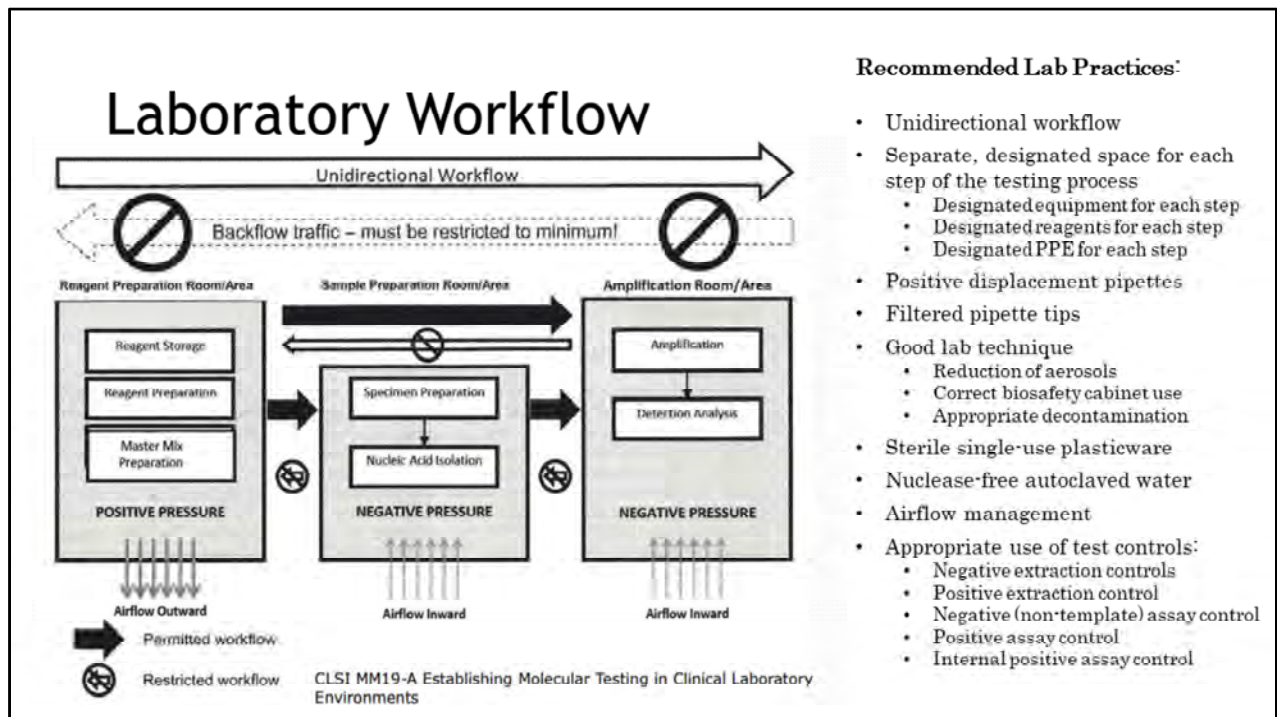 Laboratory Workflow
Unidirectional Workflow
Backflow traffic – must be restricted to minimum!
Reagent Preparation Room/Area
Sample Preparation Room/Area
Amplification Room/Area
Reagent Storage
Reagent Preparation
Master Mix
Preparation
POSITIVE PRESSURE
Airflow Outward
Specimen Preparation
Nucleic Acid Isolation
NEGATIVE PRESSURE
Airflow Inward
Amplification
Detection Analysis
NEGATIVE PRESSURE
Airflow Inward
Permitted workflow
Restricted workflow
CLSI MM19-A Establishing Molecular Testing in Clinical Laboratory
Environments
Recommended Lab Practices:
• Unidirectional workflow
• Separate, designated space for each
step of the testing process
• Designated equipment for each step
• Designated reagents for each step
• Designated PPE for each step
• Positive displacement pipettes
• Filtered pipette tips
• Good lab technique
• Reduction of aerosols
• Correct biosafety cabinet use
• Appropriate decontamination
• Sterile single-use plasticware
• Nuclease-free autoclaved water
• Airflow management
• Appropriate use of test controls:
• Negative extraction controls
• Positive extraction control
• Negative (non-template) assay control
• Positive assay control
• Internal positive assay control